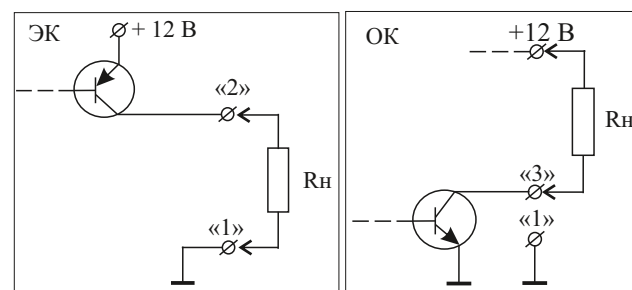 ЭК
+ 12 В
«2»
Rн
«1»
ОК
+12 В
Rн
«3»
«1»